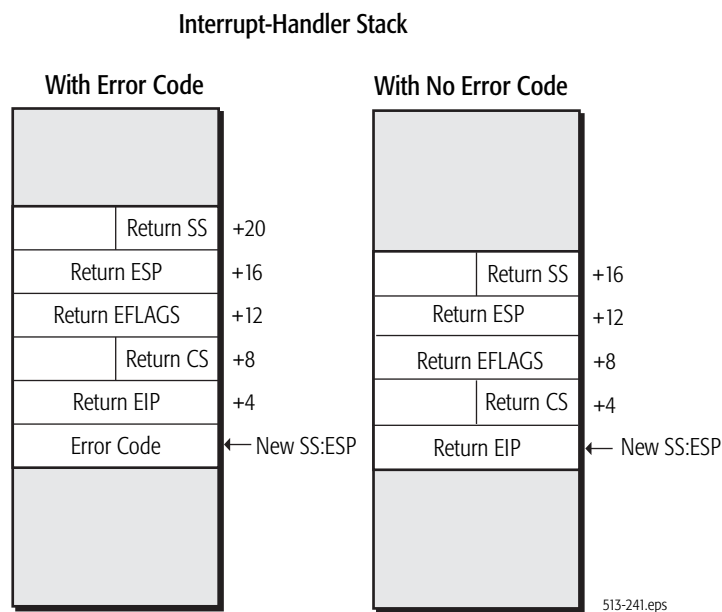 Interrupt-Handler Stack
With Error Code
Return SS +20
Return ESP +16
Return EFLAGS +12
Return CS +8
Return EIP +4
Error Code New SS:ESP
With No Error Code
Return SS +16
Return ESP +12
Return EFLAGS +8
Return CS +4
Return EIP New SS:ESP
513-241.eps